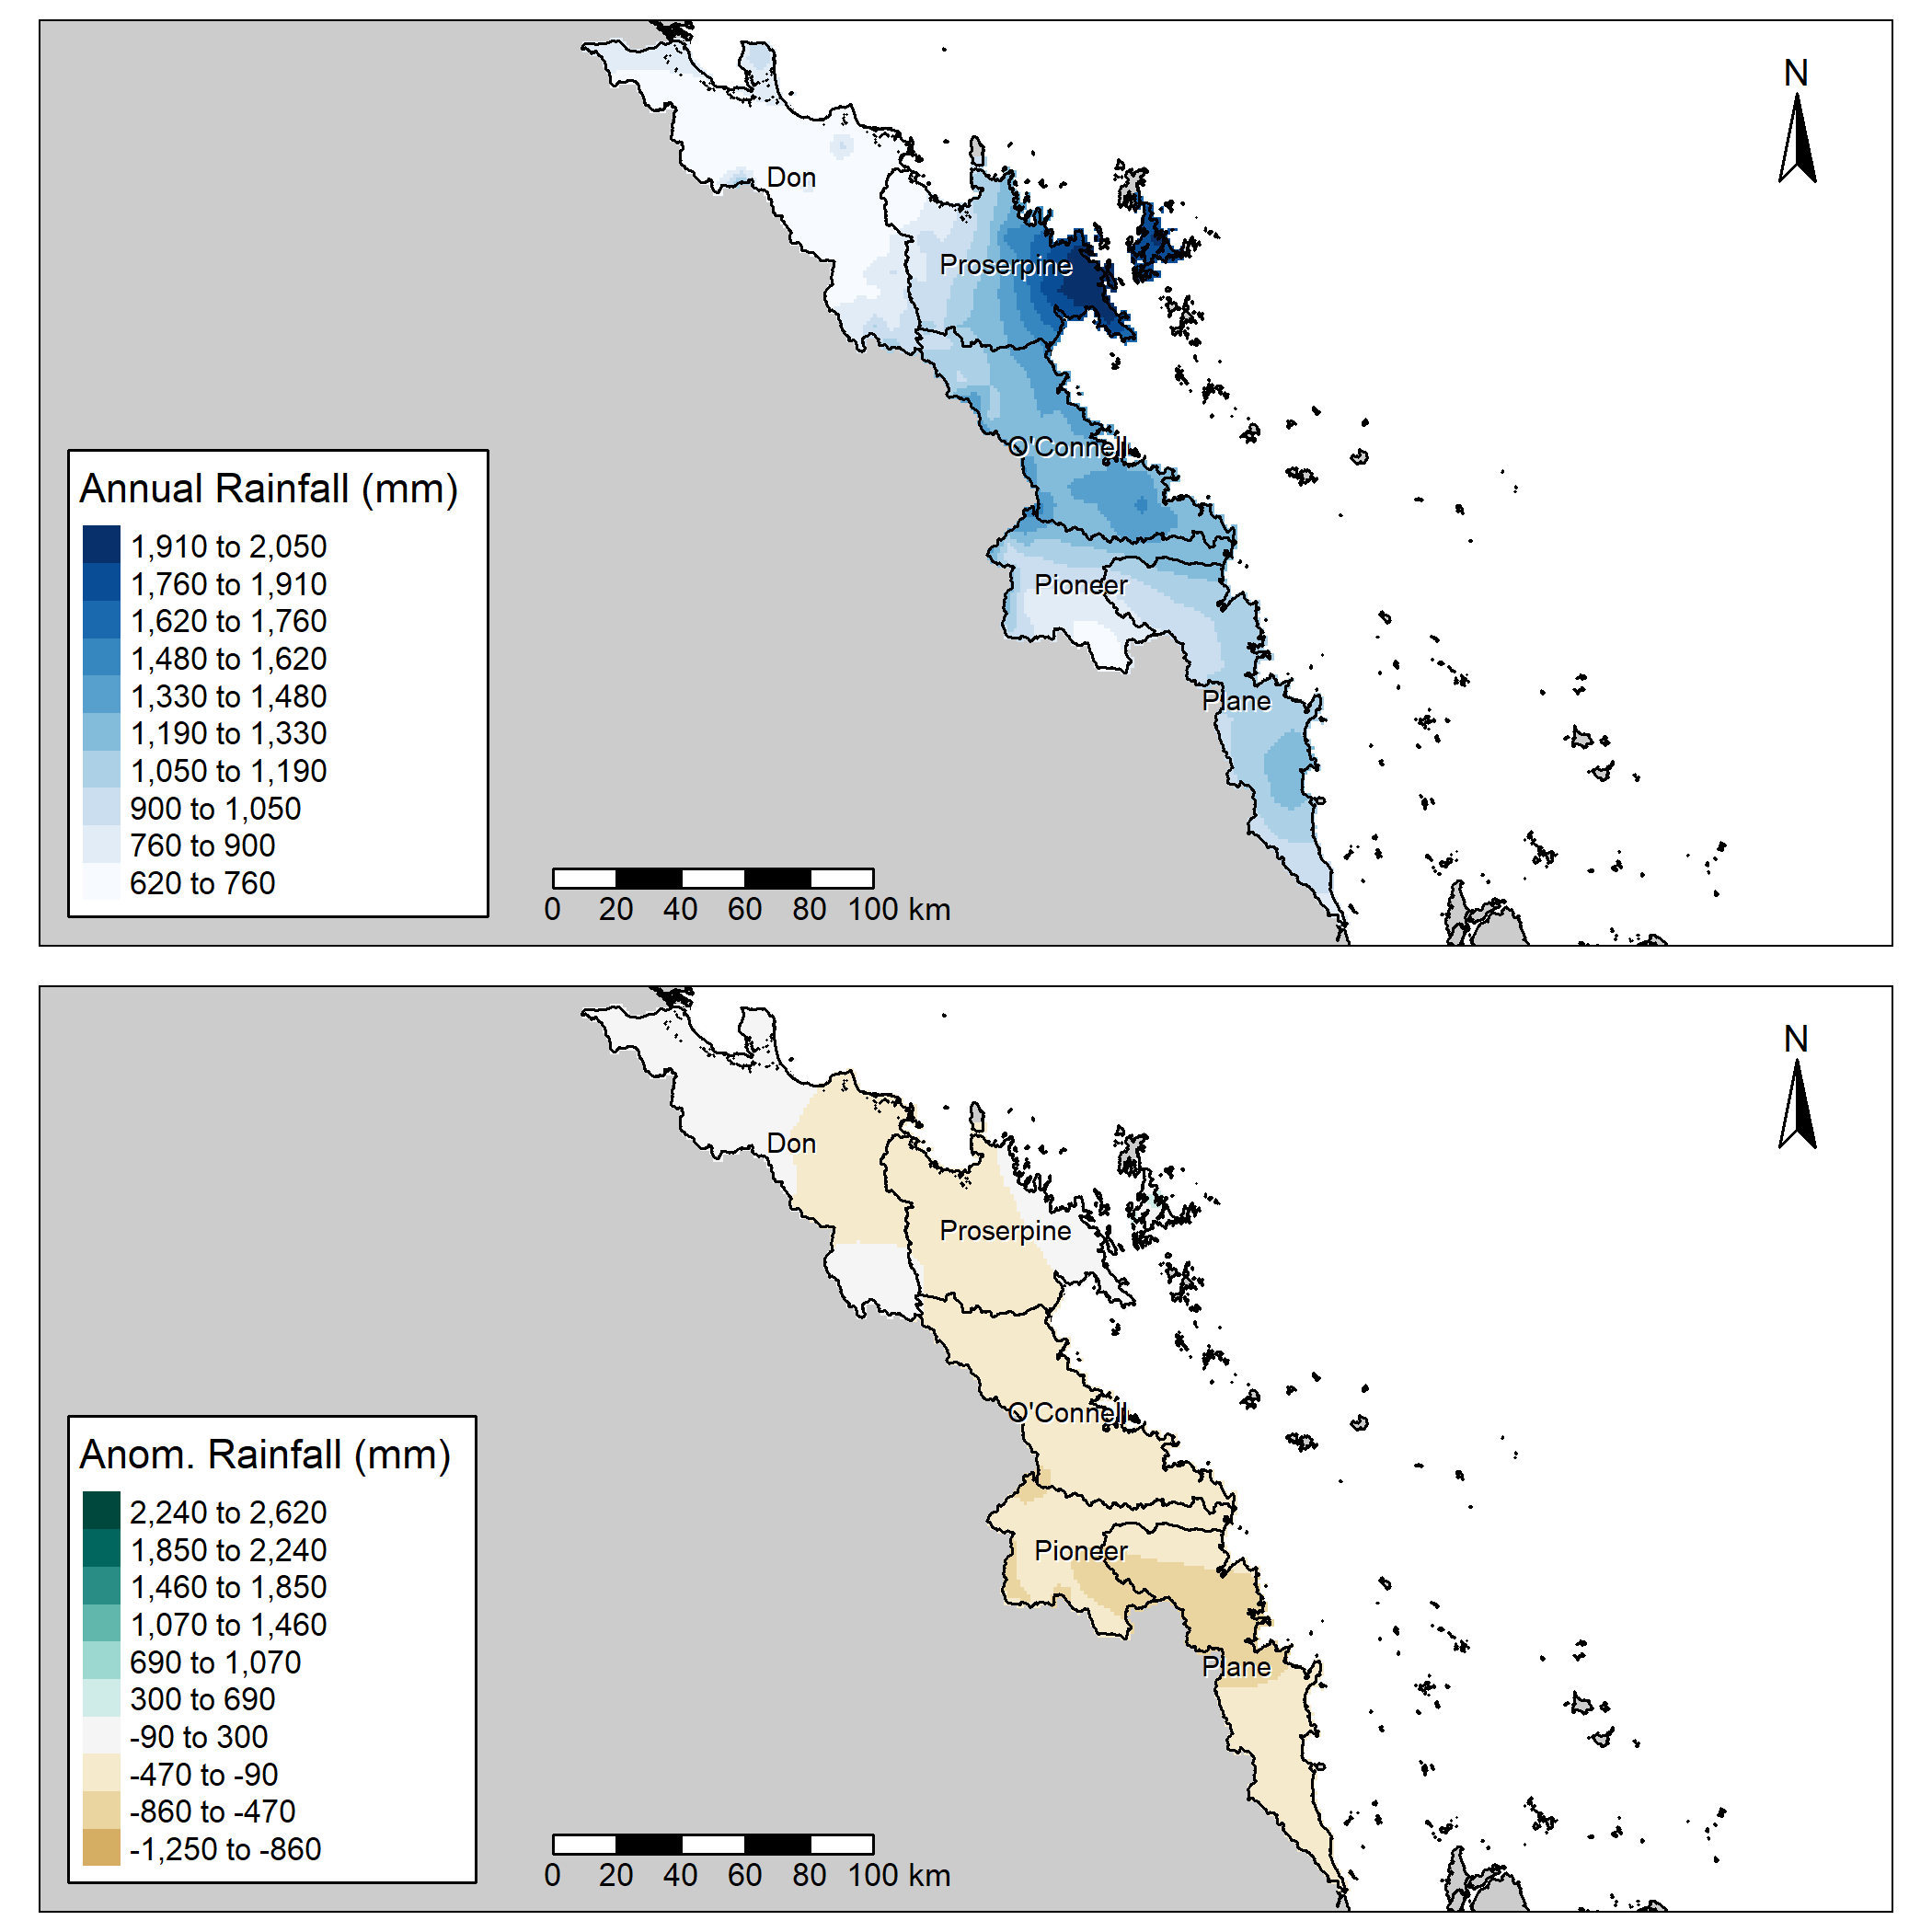 N
Don
Proserpine
O'Connell
Pioneer
Plane
Annual Rainfall (mm)
1,910 to 2,050
1,760 to 1,910
1,620 to 1,760
1,480 to 1,620
1,330 to 1,480
1,190 to 1,330
1,050 to 1,190
900 to 1,050
760 to 900
620 to 760
0 20 40 60 80 100 km
N
Don
Proserpine
O'Connell
Pioneer
Plane
Anom. Rainfall (mm)
2,240 to 2,620
1,850 to 2,240
1,460 to 1,850
1,070 to 1,460
690 to 1,070
300 to 690
-90 to 300
-470 to -90
-860 to -470
-1,250 to -860
0 20 40 60 80 100 km